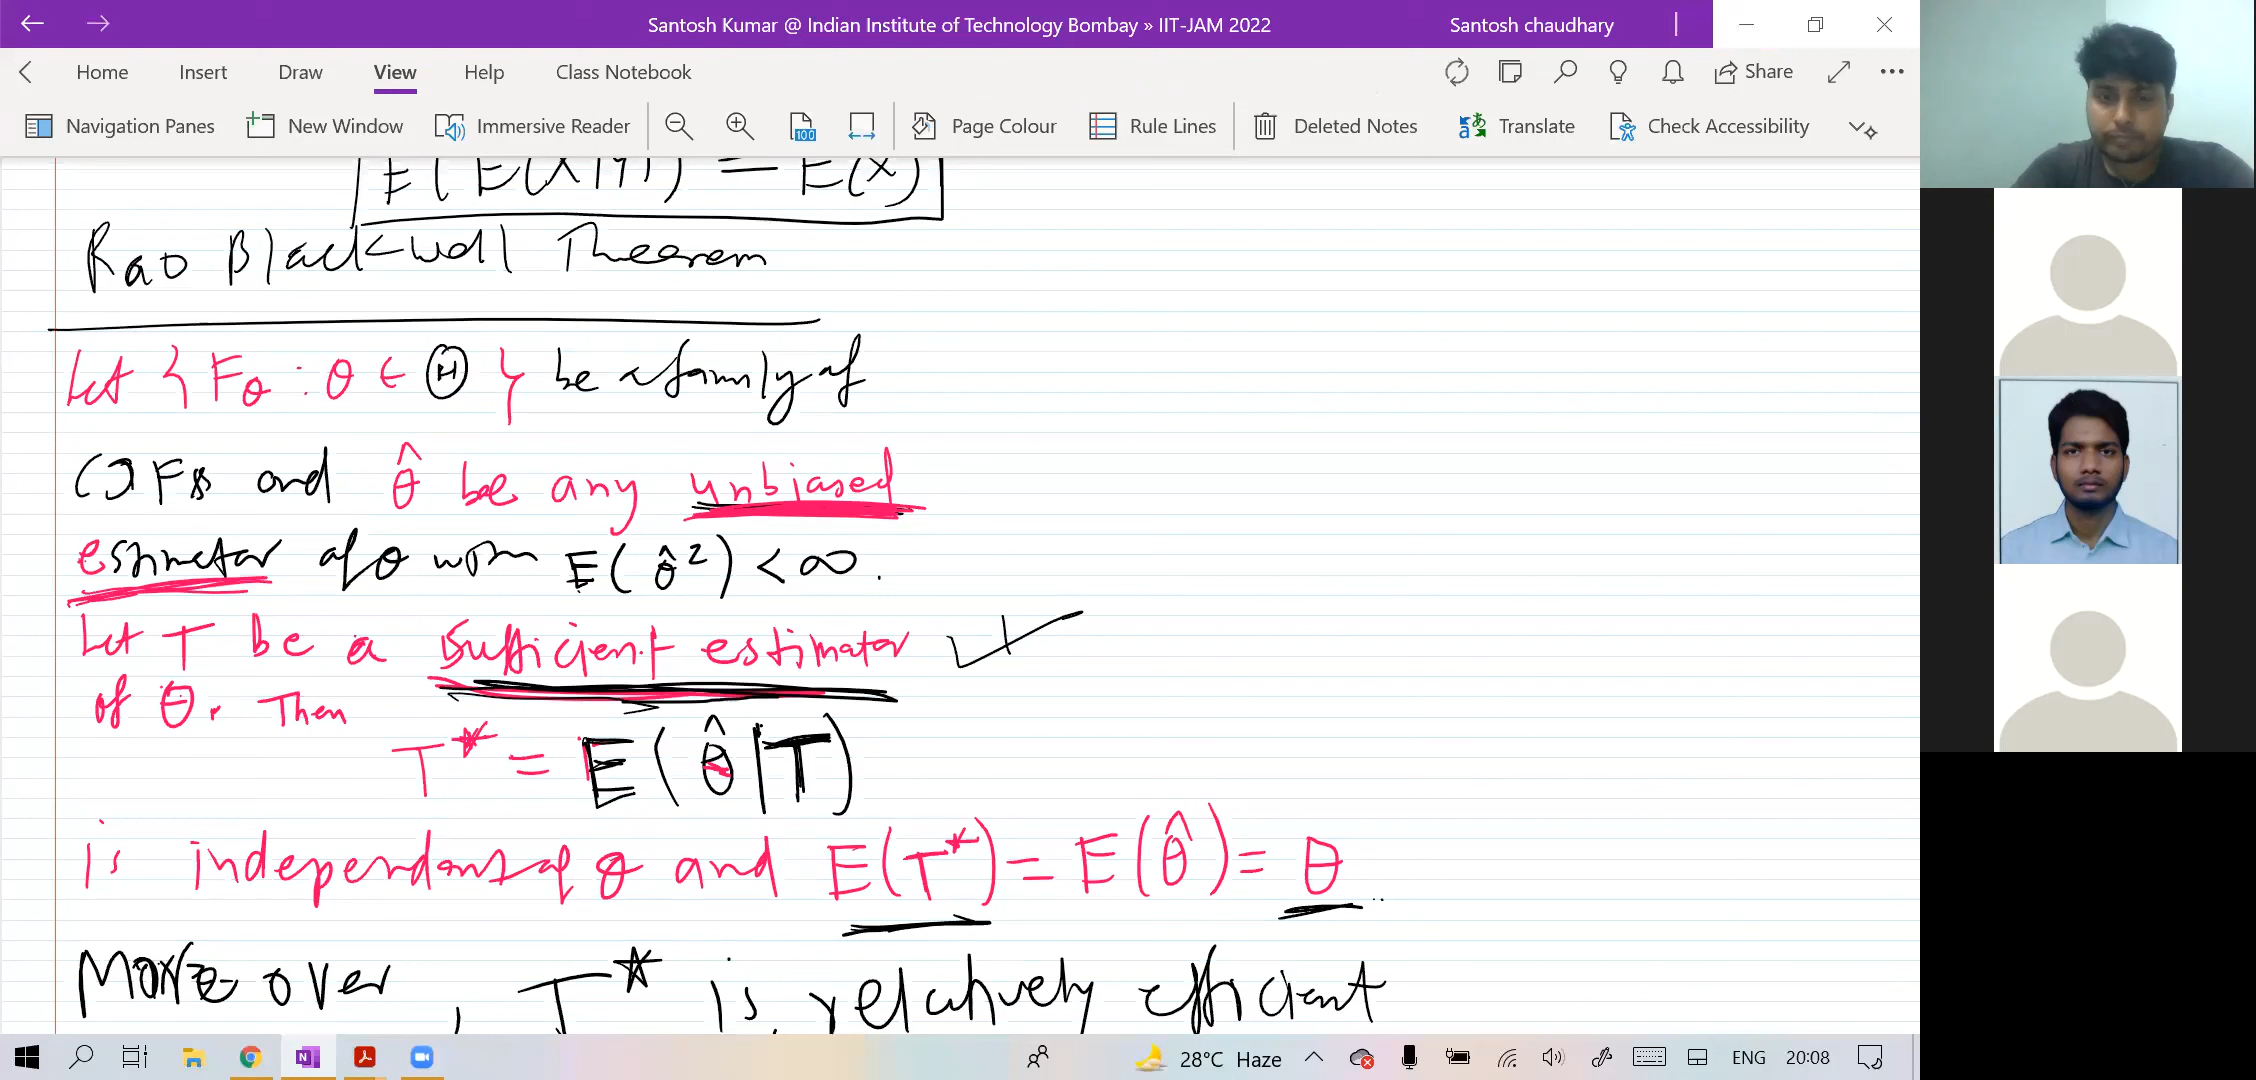 Santosh Kumar @ Indian Institute of Technology Bombay » IIT-JAM 2022
Santosh chaudhary
Home Insert Draw View Help Class Notebook
Share
Navigation Panes New Window Immersive Reader Page Colour Rule Lines Deleted Notes Translate Check Accessibility
E(E(X|Y)) = E(X)
Rao Blackwell Theorem
Let { Fθ : θ ∈ Θ } be a family of
CDFs and θ̂ be any unbiased
estimator of θ with E(θ̂²) < ∞.
Let T be a sufficient estimator
of θ. Then
T* = E(θ̂|T)
is independent of θ and E(T*) = E(θ̂) = θ
More over, T* is relatively efficient
28°C Haze ENG 20:08